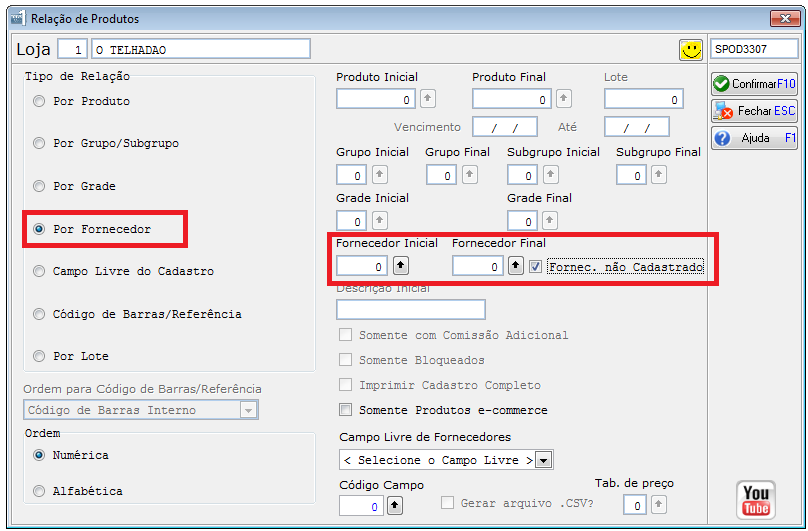 Relação de Produtos
Loja 1 O TELHADAO
SPOD3307
Confirmar F10
Fechar ESC
Ajuda F1
Tipo de Relação
Por Produto
Por Grupo/Subgrupo
Por Grade
Por Fornecedor
Campo Livre do Cadastro
Código de Barras/Referência
Por Lote
Ordem para Código de Barras/Referência
Código de Barras Interno
Ordem
Numérica
Alfabética
Produto Inicial Produto Final Lote
0 0 0
Vencimento / / Até / /
Grupo Inicial Grupo Final Subgrupo Inicial Subgrupo Final
0 0 0 0
Grade Inicial Grade Final
0 0
Fornecedor Inicial Fornecedor Final
0 0 Fornec. não Cadastrado
Descrição Inicial
Somente com Comissão Adicional
Somente Bloqueados
Imprimir Cadastro Completo
Somente Produtos e-commerce
Campo Livre de Fornecedores
< Selecione o Campo Livre >
Código Campo Tab. de preço
0 Gerar arquivo .CSV? 0
You
Tube